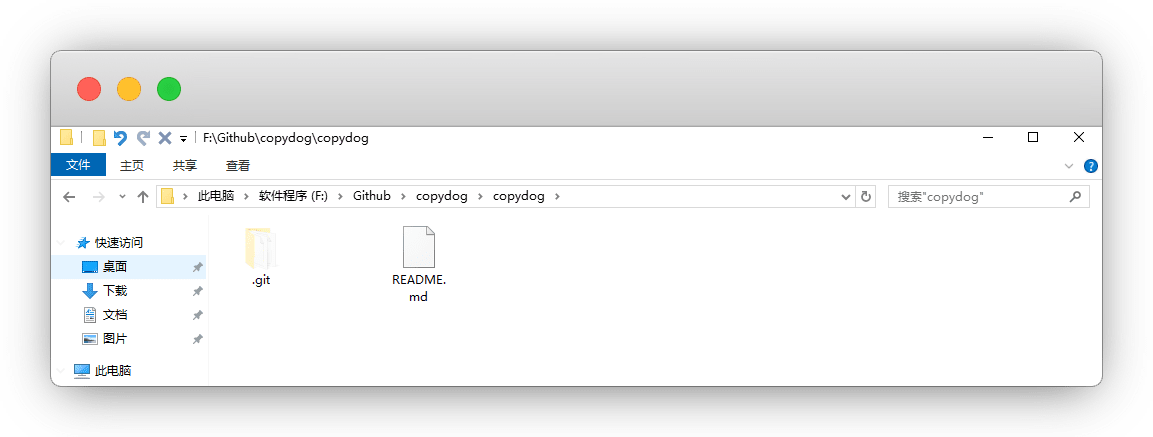 F:\Github\copydog\copydog
文件 主页 共享 查看
此电脑 软件程序 (F:) Github copydog copydog 搜索"copydog"
快速访问
桌面
下载
文档
图片
此电脑
.git
README.
md